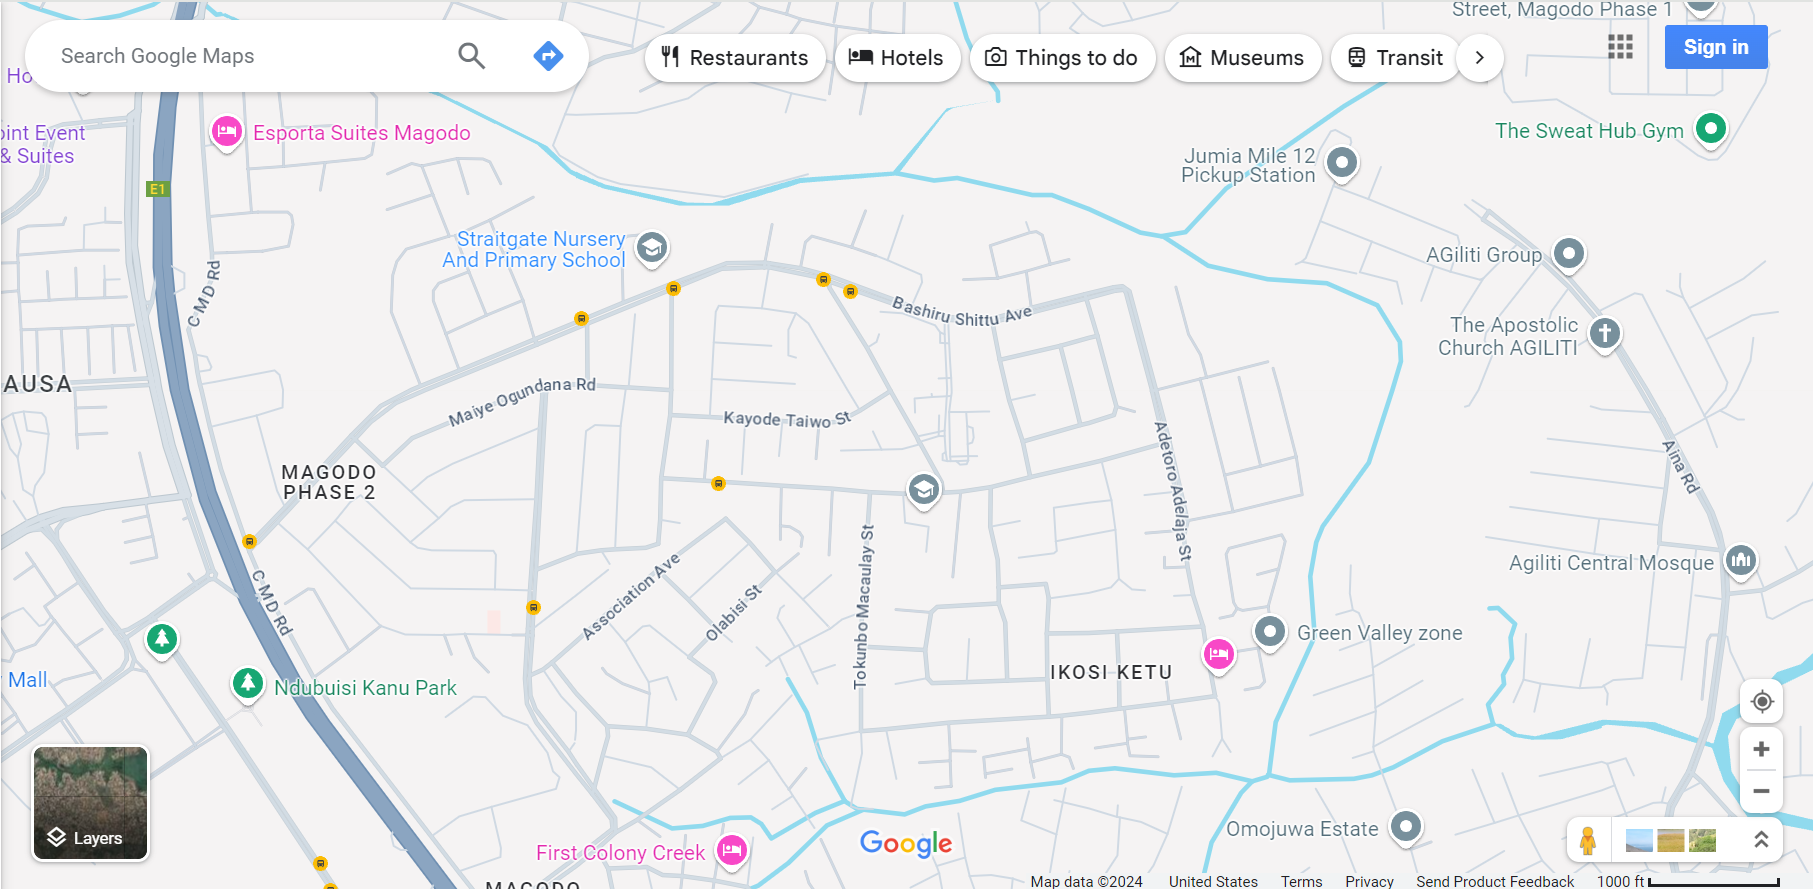 Street, Magodo Phase 1
Search Google Maps
Restaurants
Hotels
Things to do
Museums
Transit
Sign in
Ho
oint Event
& Suites
Esporta Suites Magodo
The Sweat Hub Gym
Jumia Mile 12
Pickup Station
E1
Straitgate Nursery
And Primary School
AGiliti Group
C M D Rd
Bashiru Shittu Ave
The Apostolic
Church AGILITI
AUSA
Maiye Ogundana Rd
Kayode Taiwo St
MAGODO
PHASE 2
Adetoro Adelaja St
Aina Rd
Tokunbo Macaulay St
Association Ave
Olabisi St
C M D Rd
Agiliti Central Mosque
Green Valley zone
IKOSI KETU
Mall
Ndubuisi Kanu Park
Layers
First Colony Creek
Google
Omojuwa Estate
MAGODO
Map data ©2024
United States
Terms
Privacy
Send Product Feedback
1000 ft